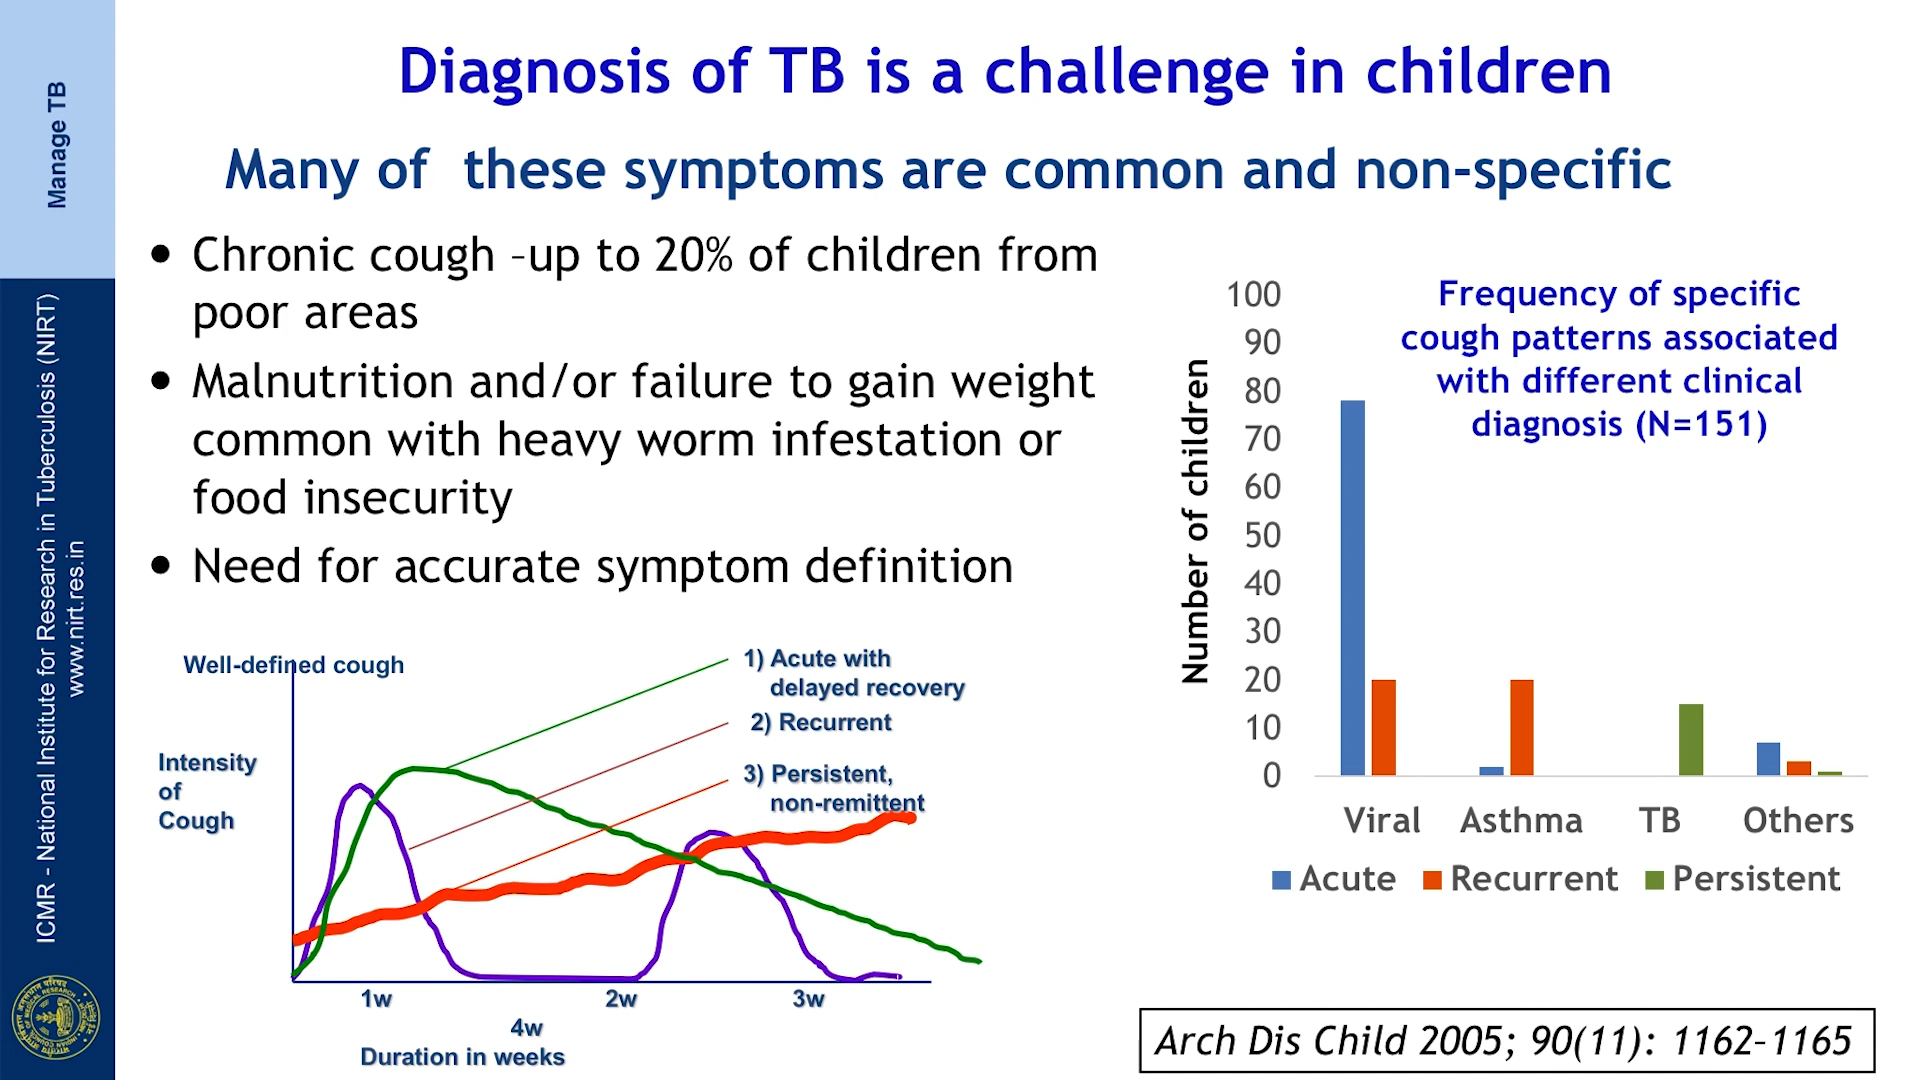 Diagnosis of TB is a challenge in children
Many of these symptoms are common and non-specific
• Chronic cough –up to 20% of children from
poor areas
• Malnutrition and/or failure to gain weight
common with heavy worm infestation or
food insecurity
• Need for accurate symptom definition
Well-defined cough
Intensity
of
Cough
1) Acute with
delayed recovery
2) Recurrent
3) Persistent,
non-remittent
1w 2w 3w
4w
Duration in weeks
Frequency of specific
cough patterns associated
with different clinical
diagnosis (N=151)
Number of children
100
90
80
70
60
50
40
30
20
10
0
Viral Asthma TB Others
Acute Recurrent Persistent
Arch Dis Child 2005; 90(11): 1162–1165
Manage TB
ICMR - National Institute for Research in Tuberculosis (NIRT)
www.nirt.res.in